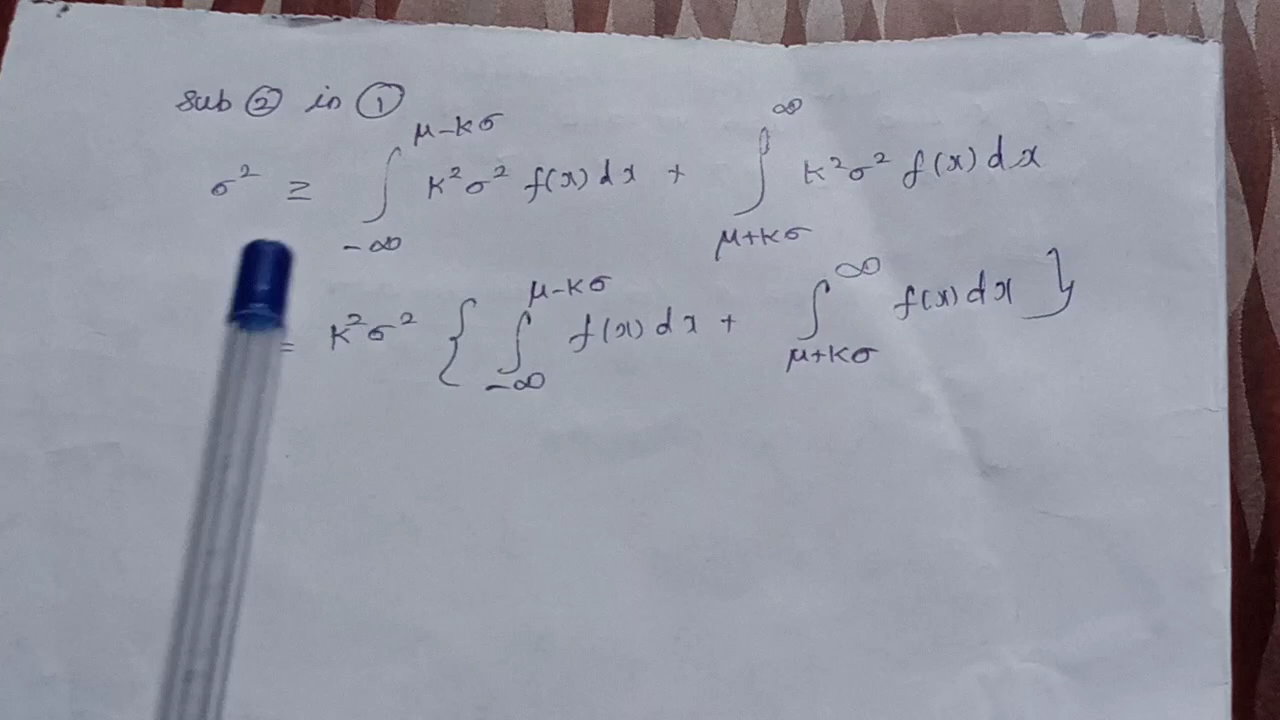 sub ② in ①
σ² ≥ ∫_{-∞}^{μ-kσ} k²σ² f(x) dx + ∫_{μ+kσ}^{∞} k²σ² f(x) dx
= k²σ² { ∫_{-∞}^{μ-kσ} f(x) dx + ∫_{μ+kσ}^{∞} f(x) dx }